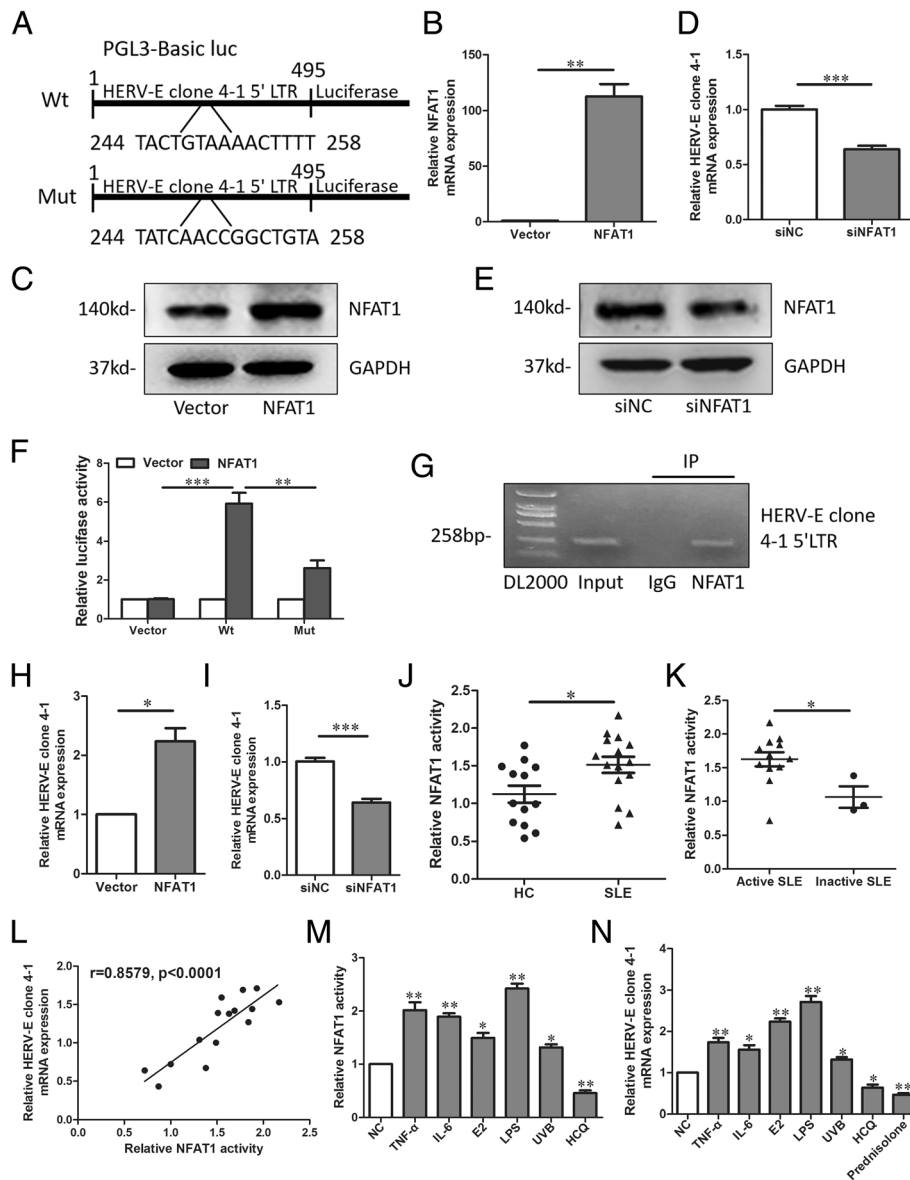 A
PGL3-Basic luc
1 495
Wt HERV-E clone 4-1 5' LTR Luciferase
244 TACTGTAAAACTTTT 258
1 495
Mut HERV-E clone 4-1 5' LTR Luciferase
244 TATCAACCGGCTGTA 258
B
Relative NFAT1
mRNA expression
150
100
50
0
**
Vector NFAT1
D
Relative HERV-E clone 4-1
mRNA expression
1.5
1.0
0.5
0.0
***
siNC siNFAT1
C
140kd- NFAT1
37kd- GAPDH
Vector NFAT1
E
140kd- NFAT1
37kd- GAPDH
siNC siNFAT1
F
Relative lucifase activity
Vector NFAT1
8
6
4
2
0
*** **
Vector Wt Mut
G
IP
258bp-
HERV-E clone
4-1 5'LTR
DL2000 Input IgG NFAT1
H
Relative HERV-E clone 4-1
mRNA expression
3
2
1
0
*
Vector NFAT1
I
Relative HERV-E clone 4-1
mRNA expression
1.5
1.0
0.5
0.0
***
siNC siNFAT1
J
Relative NFAT1 activity
2.5
2.0
1.5
1.0
0.5
0.0
*
HC SLE
K
Relative NFAT1 activity
2.5
2.0
1.5
1.0
0.5
0.0
*
Active SLE Inactive SLE
L
Relative HERV-E clone 4-1
mRNA expression
r=0.8579, p<0.0001
2.0
1.5
1.0
0.5
0.0
0.0 0.5 1.0 1.5 2.0 2.5
Relative NFAT1 activity
M
Relative NFAT1 activity
3
2
1
0
** ** * ** * **
NC TNF-α IL-6 E2 LPS UVB HCQ
N
Relative HERV-E clone 4-1
mRNA expression
4
3
2
1
0
** * ** ** * * **
NC TNF-α IL-6 E2 LPS UVB HCQ Prednisolone